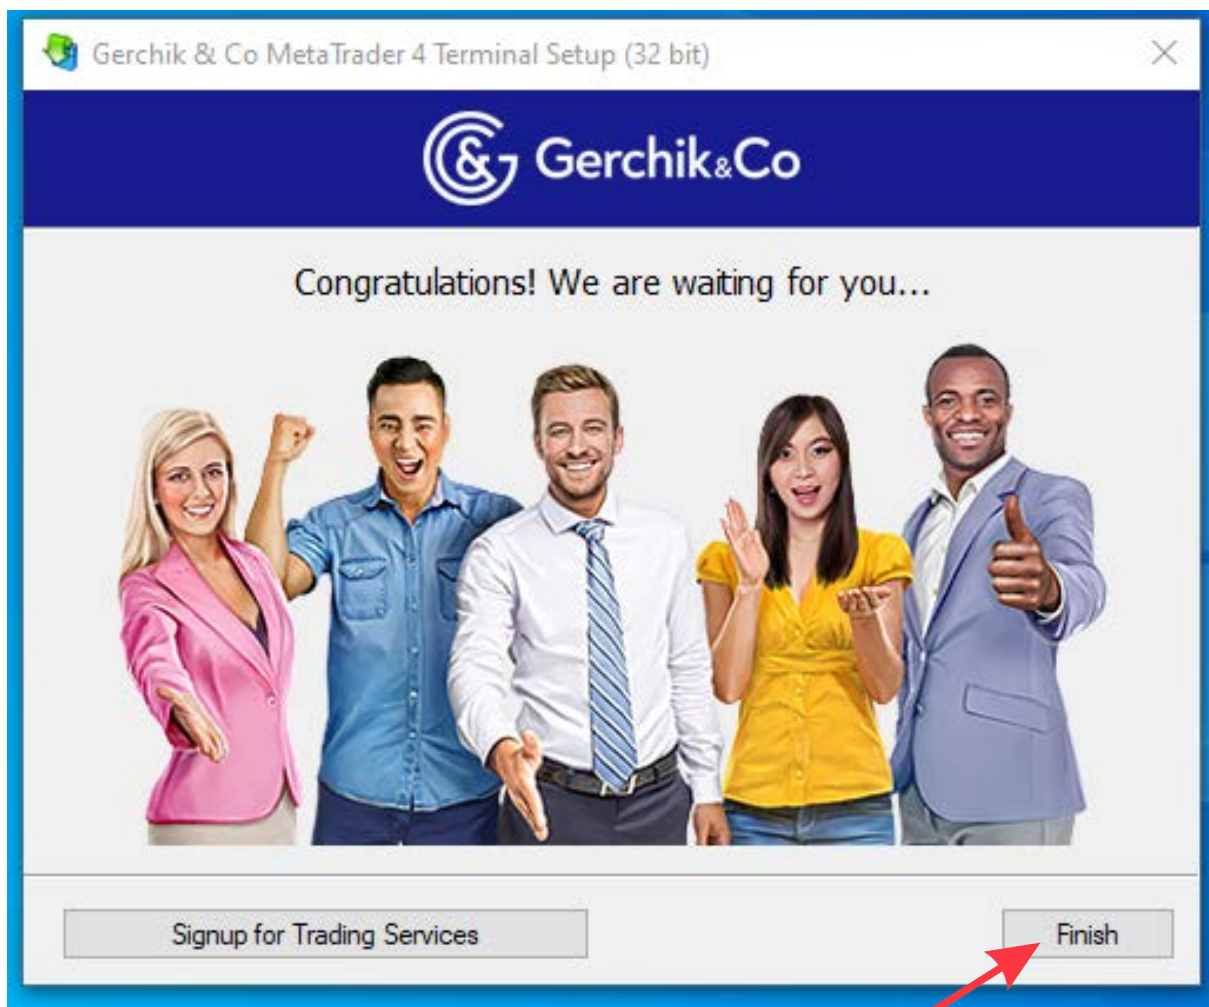 Gerchik & Co MetaTrader 4 Terminal Setup (32 bit)
Gerchik&Co
Congratulations! We are waiting for you...
Signup for Trading Services
Finish